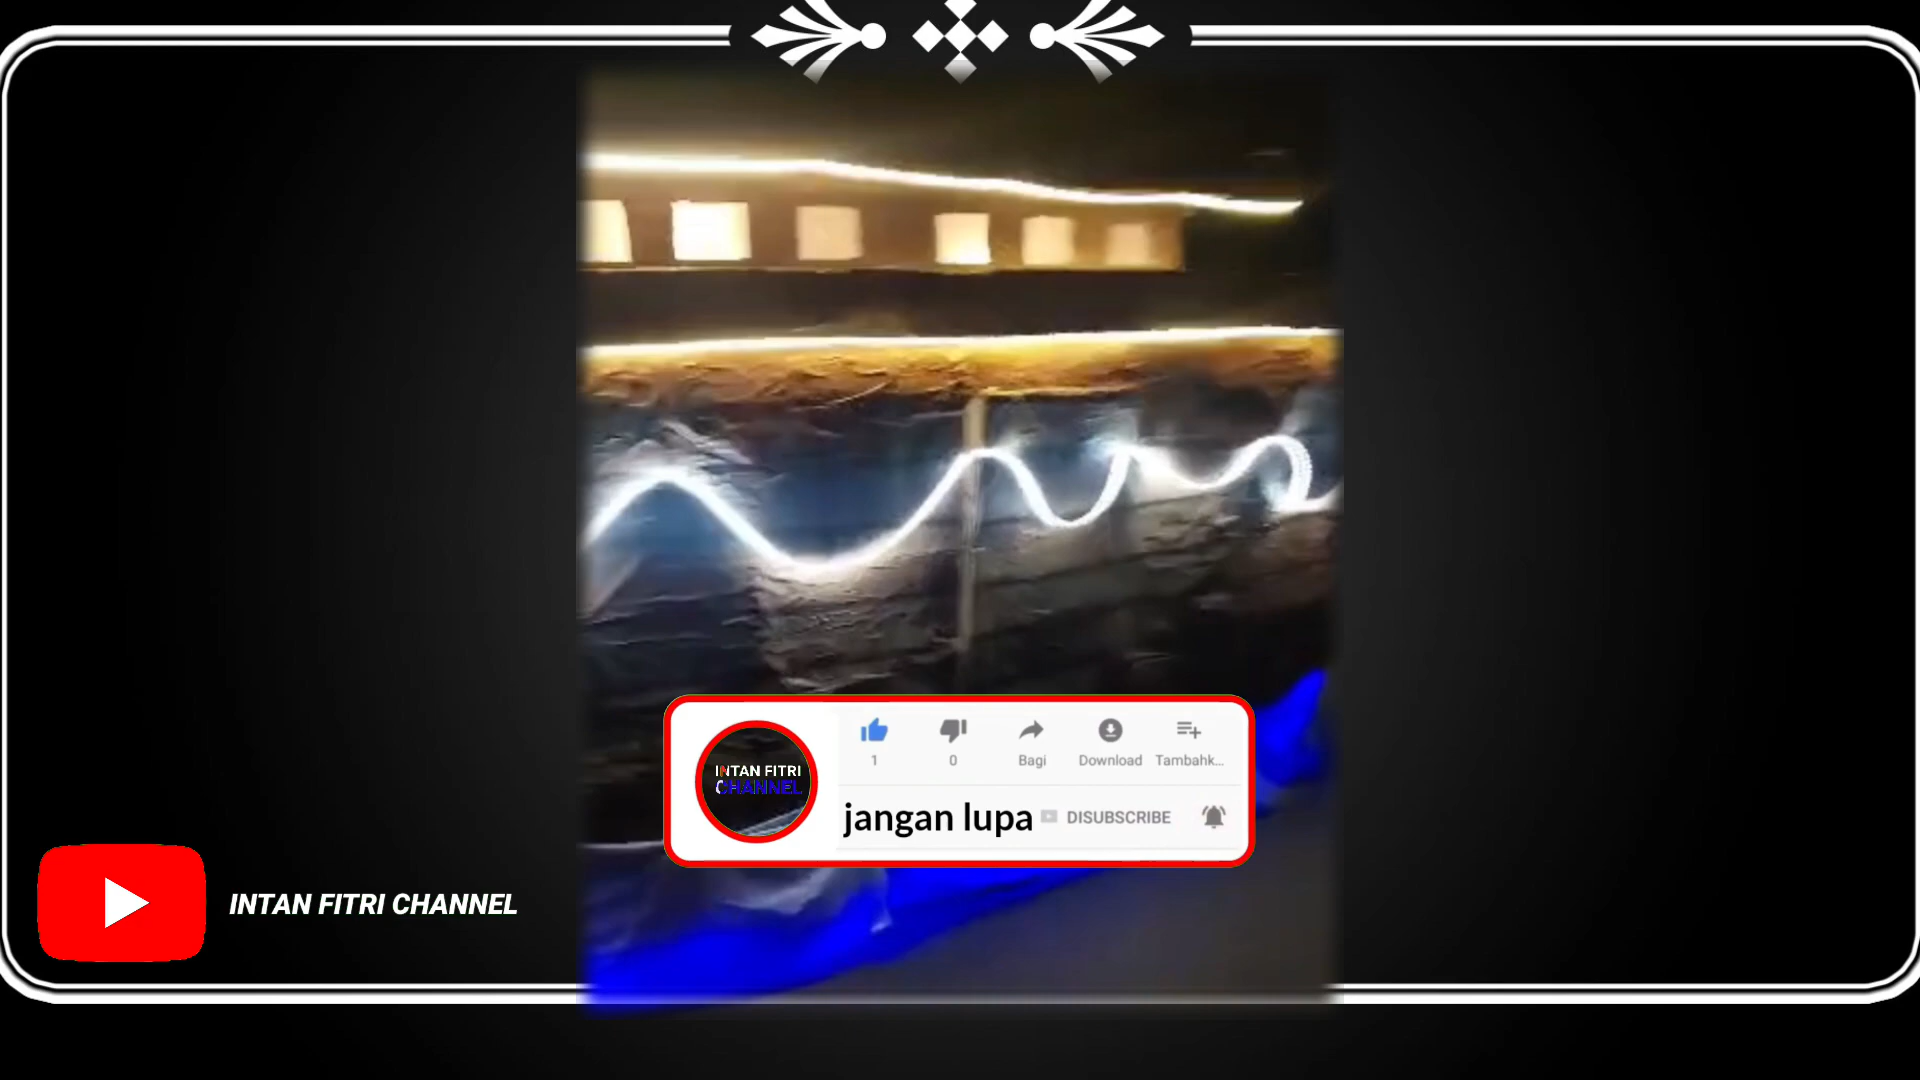 INTAN FITRI
CHANNEL
1
0
Bagi
Download
Tambahk...
jangan lupa
DISUBSCRIBE
INTAN FITRI CHANNEL